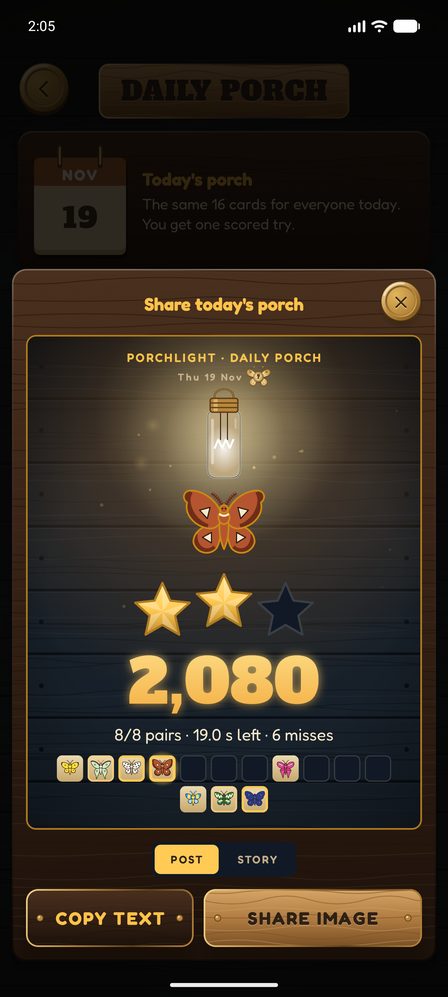 2:05
DAILY PORCH
NOV
19
Today's porch
The same 16 cards for everyone today.
You get one scored try.
Share today's porch
PORCHLIGHT · DAILY PORCH
Thu 19 Nov
2,080
8/8 pairs · 19.0 s left · 6 misses
POST
STORY
COPY TEXT
SHARE IMAGE